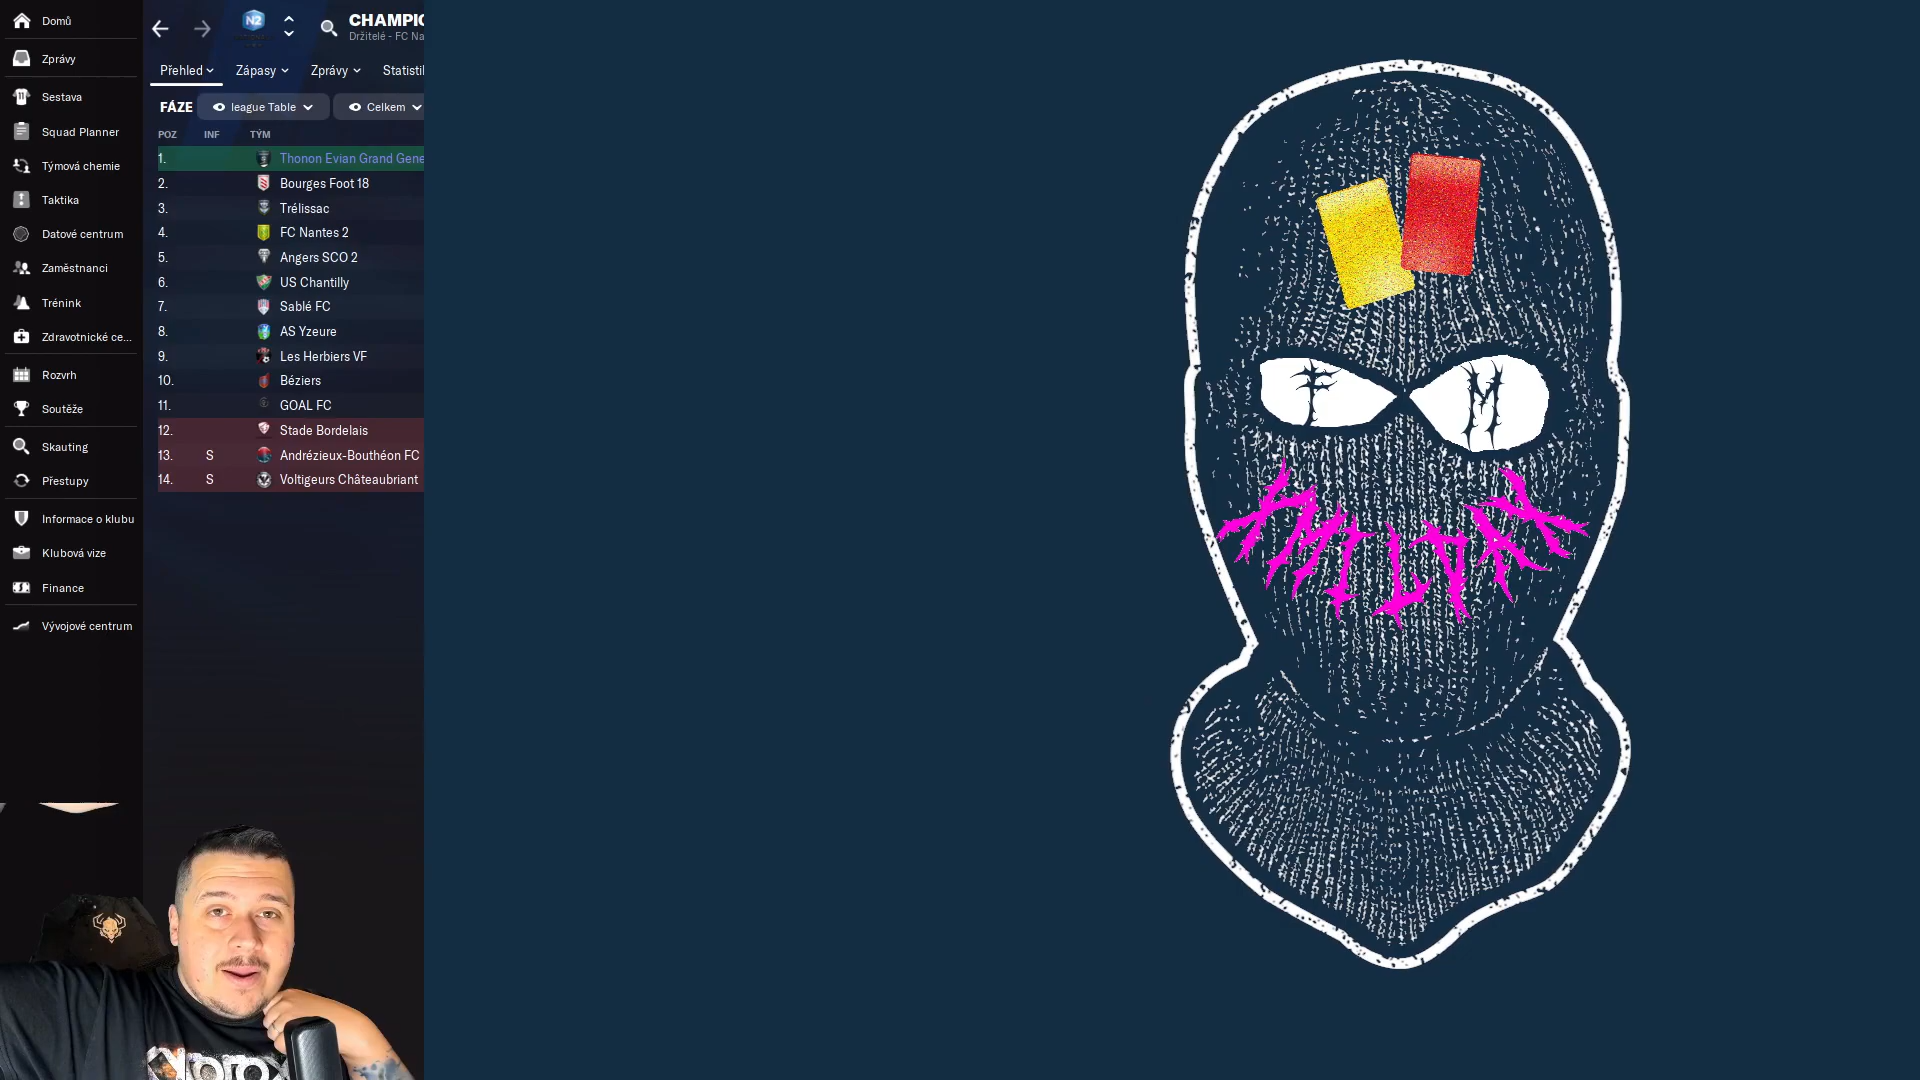 Domů
Zprávy
Sestava
Squad Planner
Týmová chemie
Taktika
Datové centrum
Zaměstnanci
Trénink
Zdravotnické ce...
Rozvrh
Soutěže
Skauting
Přestupy
Informace o klubu
Klubová vize
Finance
Vývojové centrum
N2
CHAMPIO
Držitelé - FC Na
Přehled
Zápasy
Zprávy
Statisti
FÁZE
league Table
Celkem
POZ INF TÝM
1. Thonon Evian Grand Gene
2. Bourges Foot 18
3. Trélissac
4. FC Nantes 2
5. Angers SCO 2
6. US Chantilly
7. Sablé FC
8. AS Yzeure
9. Les Herbiers VF
10. Béziers
11. GOAL FC
12. Stade Bordelais
13. S Andrézieux-Bouthéon FC
14. S Voltigeurs Châteaubriant
F M